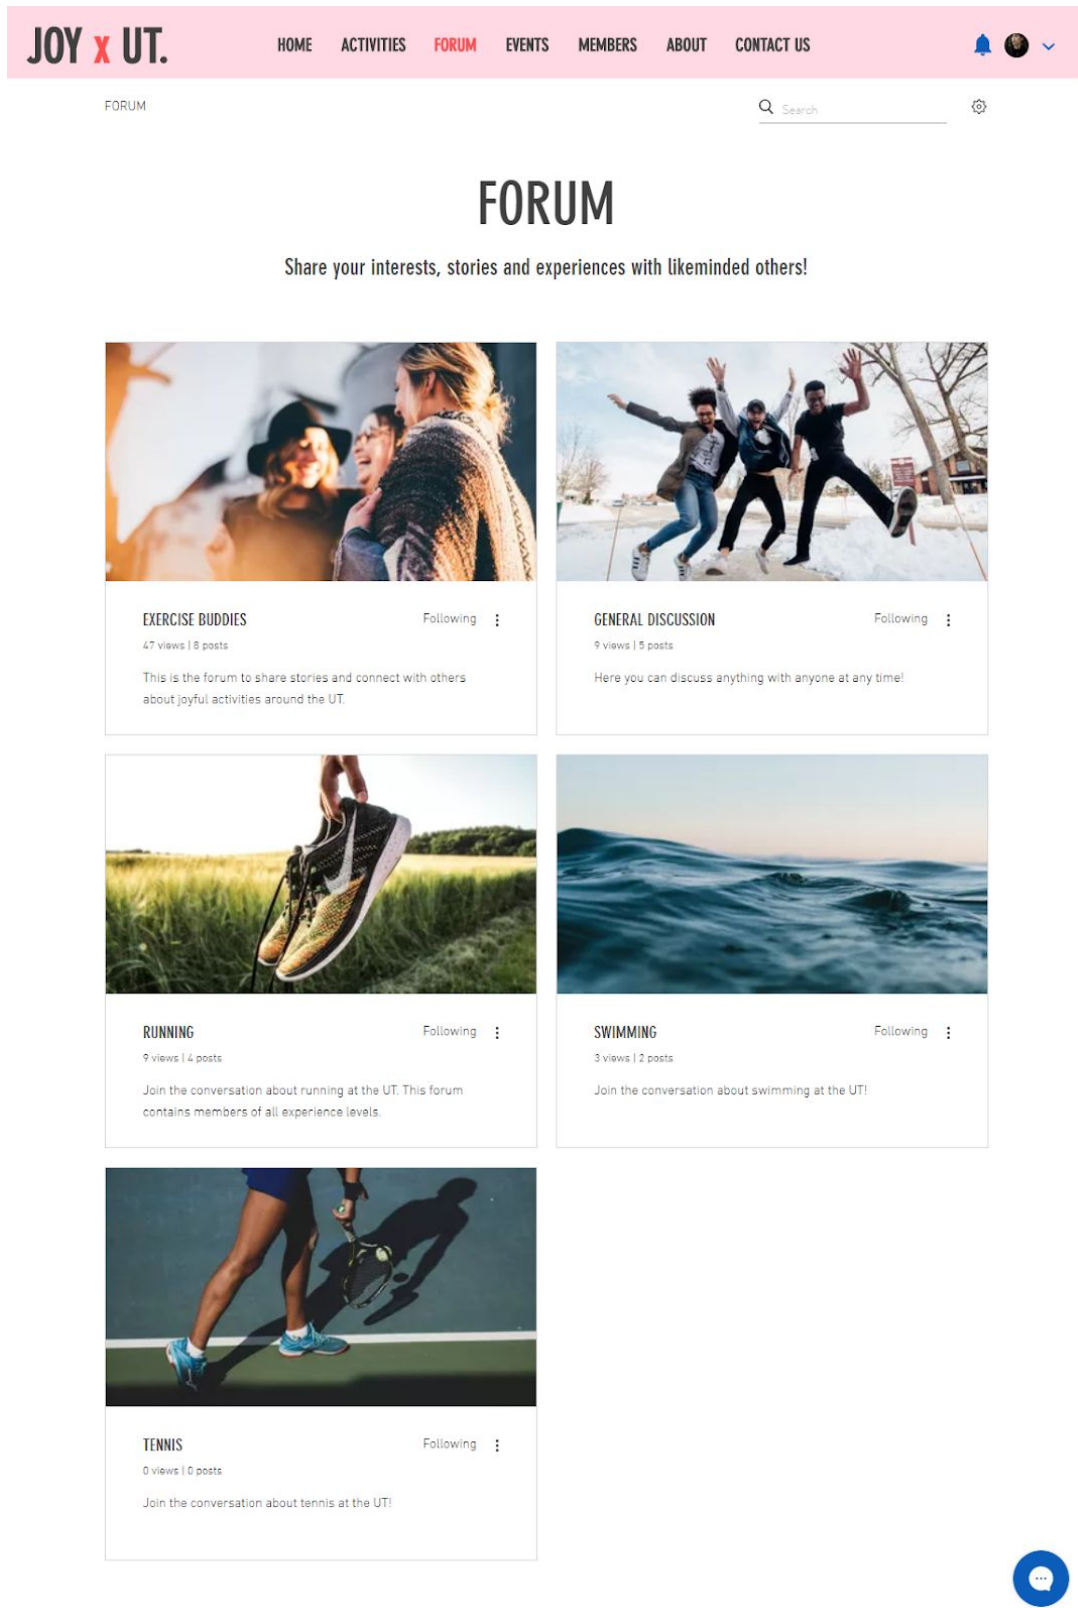 JOY x UT.
HOME ACTIVITIES FORUM EVENTS MEMBERS ABOUT CONTACT US
FORUM
Search
FORUM
Share your interests, stories and experiences with likeminded others!
EXERCISE BUDDIES Following
47 views | 8 posts
This is the forum to share stories and connect with others
about joyful activities around the UT.
GENERAL DISCUSSION Following
9 views | 5 posts
Here you can discuss anything with anyone at any time!
RUNNING Following
9 views | 4 posts
Join the conversation about running at the UT. This forum
contains members of all experience levels.
SWIMMING Following
3 views | 2 posts
Join the conversation about swimming at the UT!
TENNIS Following
0 views | 0 posts
Join the conversation about tennis at the UT!